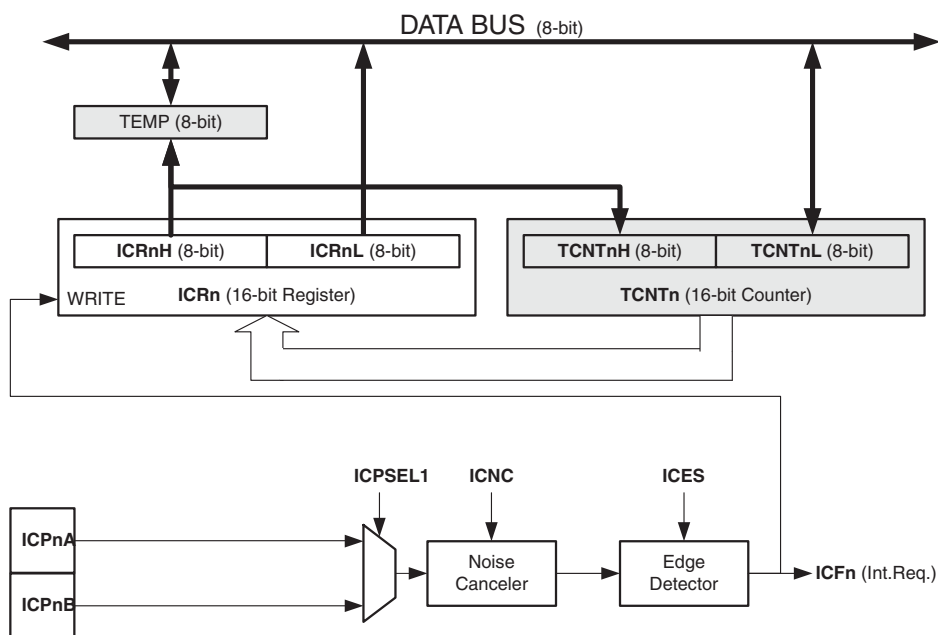 DATA BUS (8-bit)
TEMP (8-bit)
ICRnH (8-bit) ICRnL (8-bit) TCNTnH (8-bit) TCNTnL (8-bit)
WRITE ICRn (16-bit Register) TCNTn (16-bit Counter)
ICPSEL1 ICNC ICES
ICPnA
Noise Canceler
Edge Detector
ICFn (Int.Req.)
ICPnB